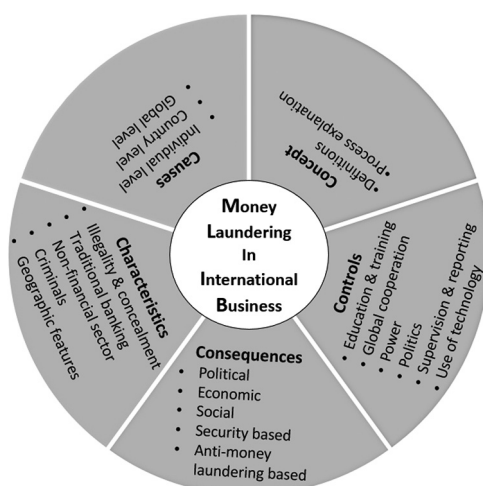 Money
Laundering
In
International
Business
Concept
• Definitions
• Process explanation
Controls
• Education & training
• Global cooperation
• Power
• Politics
• Supervision & reporting
• Use of technology
Consequences
• Political
• Economic
• Social
• Security based
• Anti-money
laundering based
Characteristics
• Illegality & concealment
• Traditional banking
• Non-financial sector
• Criminals
• Geographic features
Causes
• Individual level
• Country level
• Global level